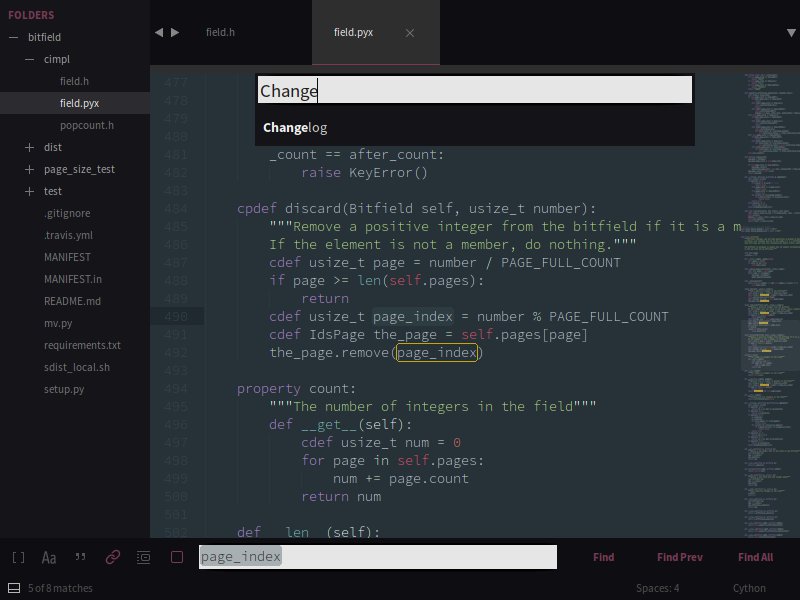 FOLDERS
bitfield
cimpl
field.h
field.pyx
popcount.h
dist
page_size_test
test
.gitignore
.travis.yml
MANIFEST
MANIFEST.in
README.md
mv.py
requirements.txt
sdist_local.sh
setup.py
field.h
field.pyx
Change
Changelog
477
478
479
480
481 _count == after_count:
482 raise KeyError()
483
484 cpdef discard(Bitfield self, usize_t number):
485 """Remove a positive integer from the bitfield if it is a m
486 If the element is not a member, do nothing."""
487 cdef usize_t page = number / PAGE_FULL_COUNT
488 if page >= len(self.pages):
489 return
490 cdef usize_t page_index = number % PAGE_FULL_COUNT
491 cdef IdsPage the_page = self.pages[page]
492 the_page.remove(page_index)
493
494 property count:
495 """The number of integers in the field"""
496 def __get__(self):
497 cdef usize_t num = 0
498 for page in self.pages:
499 num += page.count
500 return num
501
502 def __len__(self):
[ ] Aa " page_index Find Find Prev Find All
5 of 8 matches Spaces: 4 Cython